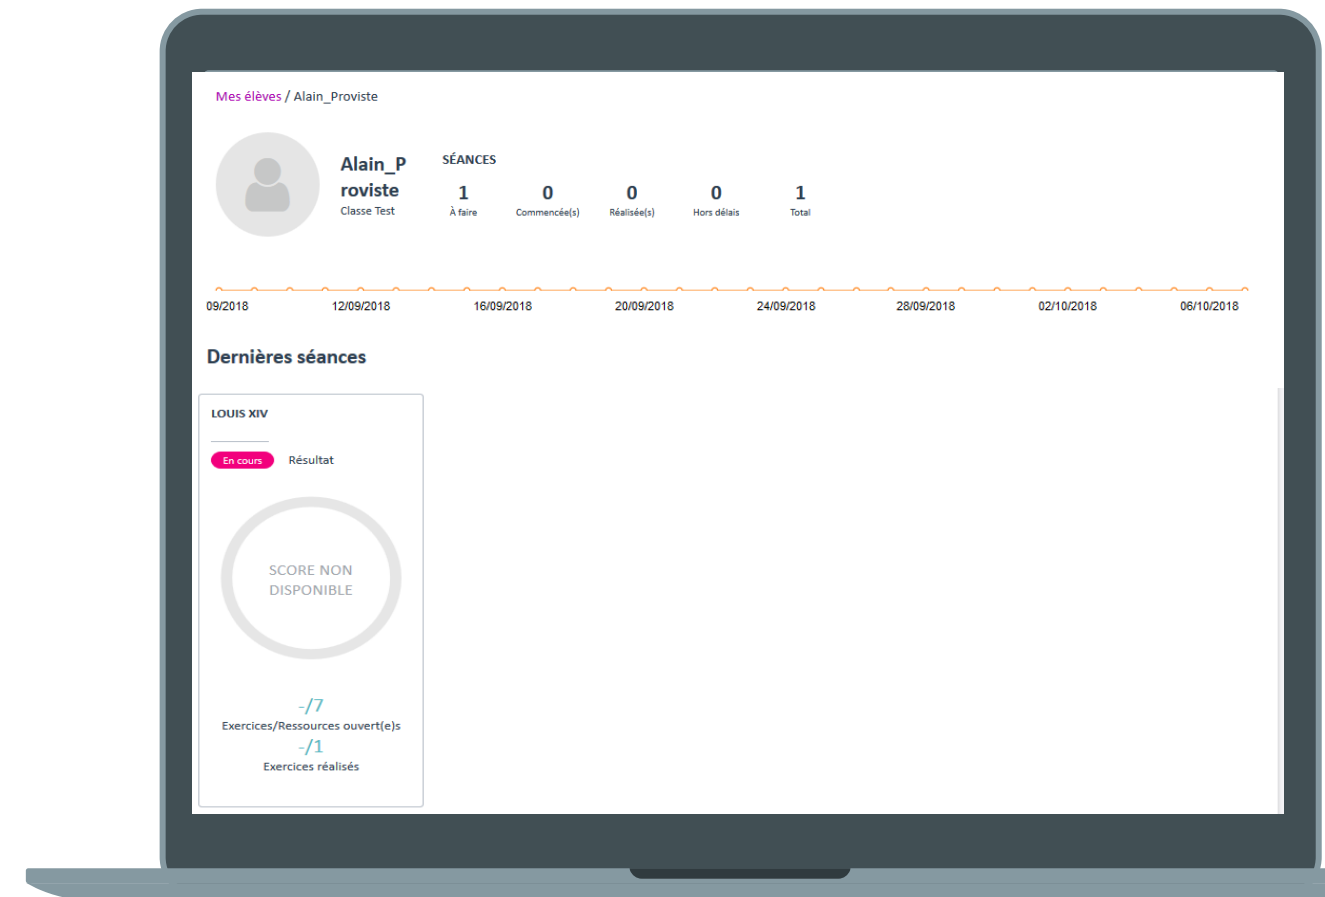 Mes élèves / Alain_Proviste
Alain_P
roviste
Classe Test
SÉANCES
1 0 0 0 1
À faire Commencée(s) Réalisée(s) Hors délais Total
09/2018 12/09/2018 16/09/2018 20/09/2018 24/09/2018 28/09/2018 02/10/2018 06/10/2018
Dernières séances
LOUIS XIV
En cours Résultat
SCORE NON
DISPONIBLE
-/7
Exercices/Ressources ouvert(e)s
-/1
Exercices réalisés